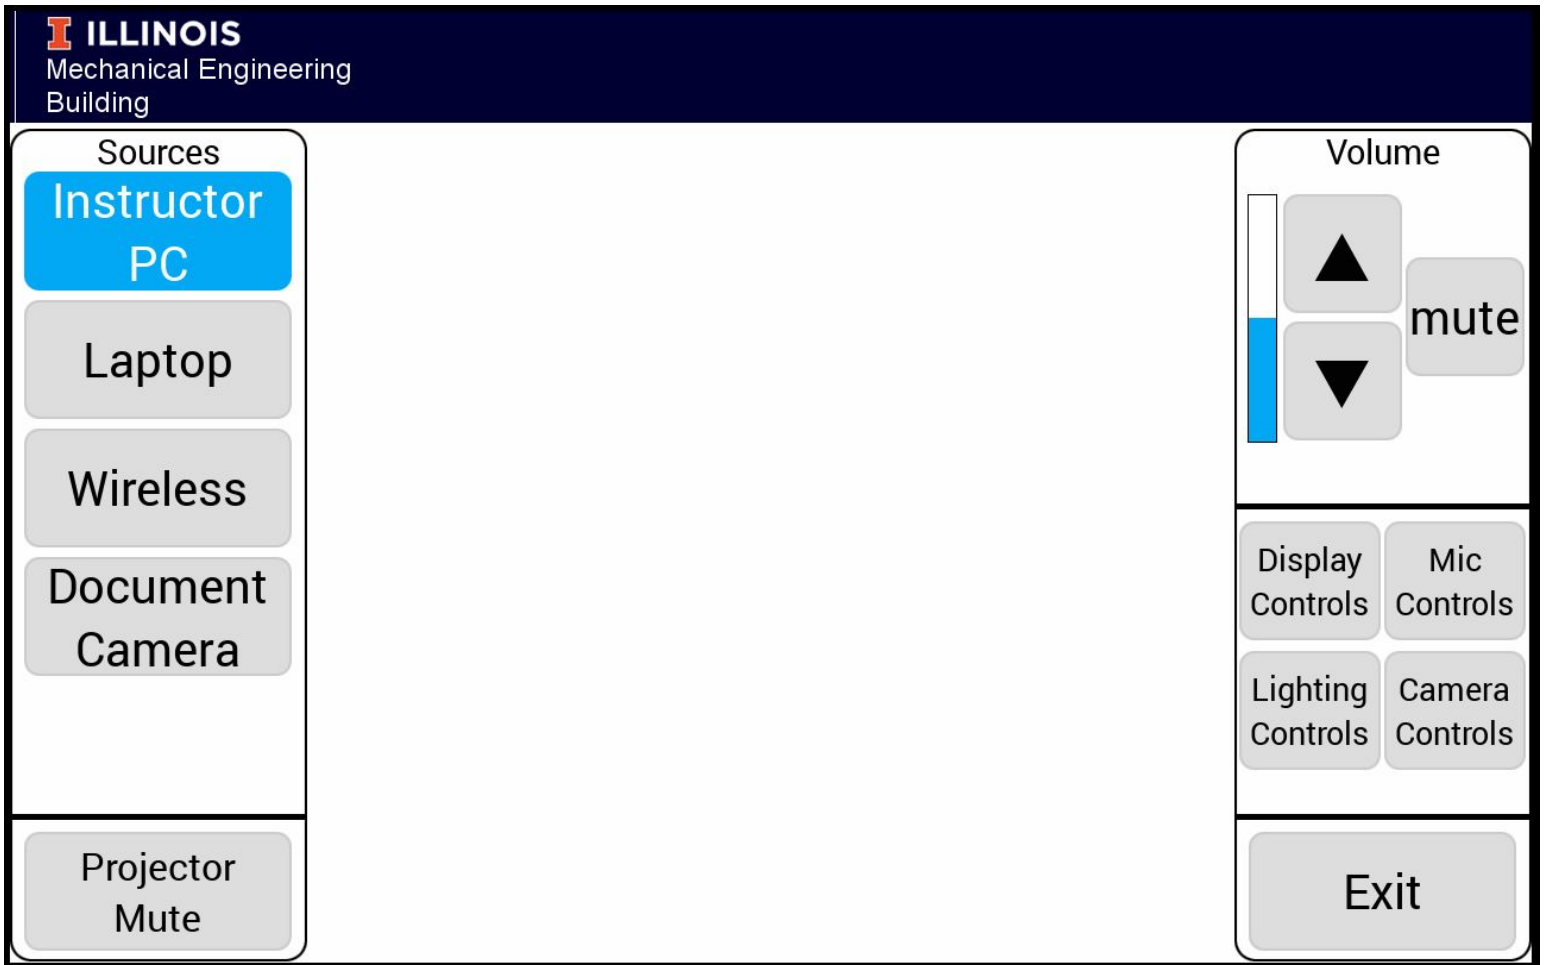 I ILLINOIS
Mechanical Engineering
Building
Sources
Instructor
PC
Laptop
Wireless
Document
Camera
Projector
Mute
Volume
mute
Display
Controls
Mic
Controls
Lighting
Controls
Camera
Controls
Exit